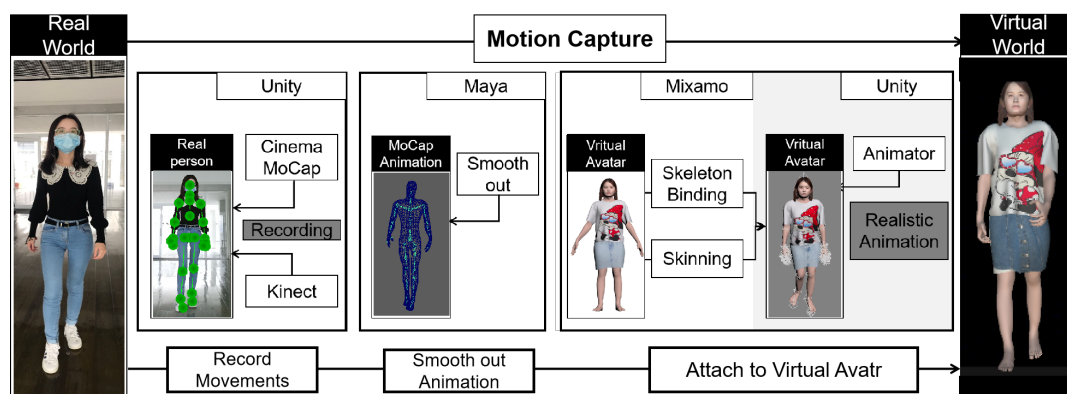 Real
World
Motion Capture
Virtual
World
Unity
Maya
Mixamo
Unity
Real
person
Cinema
MoCap
Recording
Kinect
MoCap
Animation
Smooth
out
Vritual
Avatar
Skeleton
Binding
Skinning
Vritual
Avatar
Animator
Realistic
Animation
Record
Movements
Smooth out
Animation
Attach to Virtual Avatr